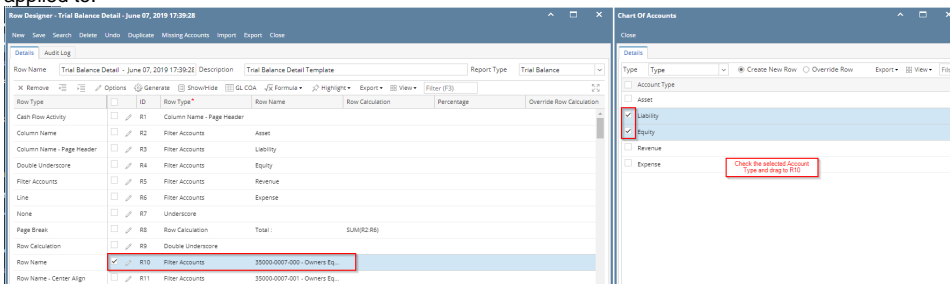 applied to.
Row Designer - Trial Balance Detail - June 07, 2019 17:39:28
New Save Search Delete Undo Duplicate Missing Accounts Import Export Close
Details Audit Log
Row Name Trial Balance Detail - June 07, 2019 17:39:28 Description Trial Balance Detail Template Report Type Trial Balance
Remove Options Generate Show/Hide GL COA Formula Highlight Export View Filter (F3)
Row Type ID Row Type* Row Name Row Calculation Percentage Override Row Calculation
Cash Flow Activity R1 Column Name - Page Header
Column Name R2 Filter Accounts Asset
Column Name - Page Header R3 Filter Accounts Liability
Double Underscore R4 Filter Accounts Equity
Filter Accounts R5 Filter Accounts Revenue
Line R6 Filter Accounts Expense
None R7 Underscore
Page Break R8 Row Calculation Total : SUM(R2:R6)
Row Calculation R9 Double Underscore
Row Name R10 Filter Accounts 35000-0007-000 - Owners Eq...
Row Name - Center Align R11 Filter Accounts 35000-0007-001 - Owners Eq...
Chart Of Accounts
Close
Details
Type Type Create New Row Override Row Export View
Account Type
Asset
Liability
Equity
Revenue
Expense
Check the selected Account
Type and drag to R10